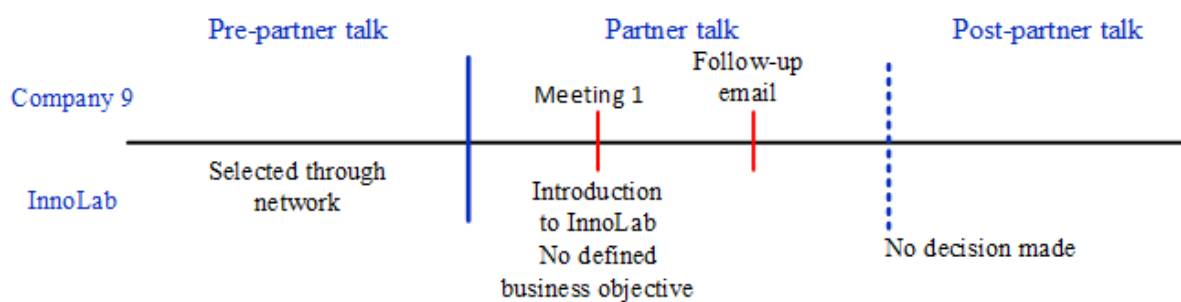 Pre-partner talk
Partner talk
Post-partner talk
Company 9
Meeting 1
Follow-up
email
InnoLab
Selected through
network
Introduction
to InnoLab
No defined
business objective
No decision made